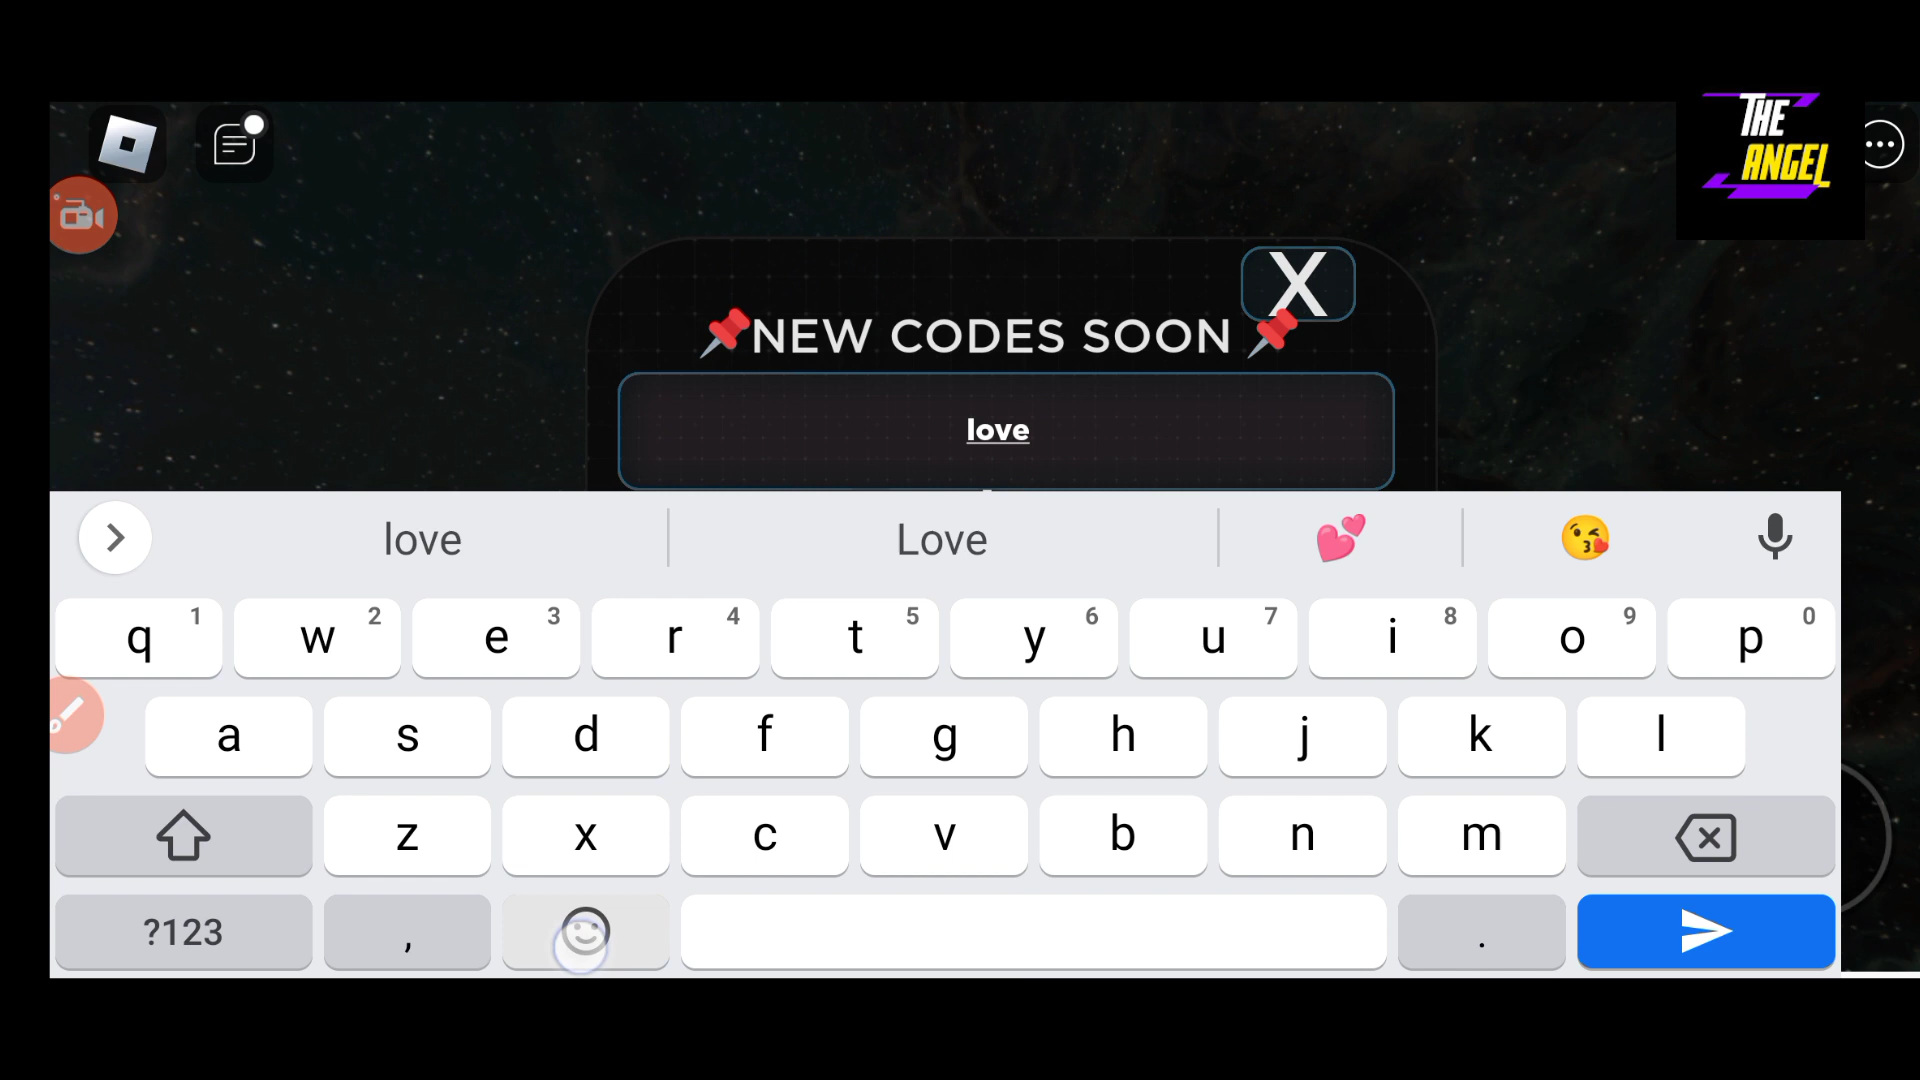 THE
ANGEL
X
📌NEW CODES SOON 📌
love
love Love 💕 😘
q 1 w 2 e 3 r 4 t 5 y 6 u 7 i 8 o 9 p 0
a s d f g h j k l
z x c v b n m
?123 , .